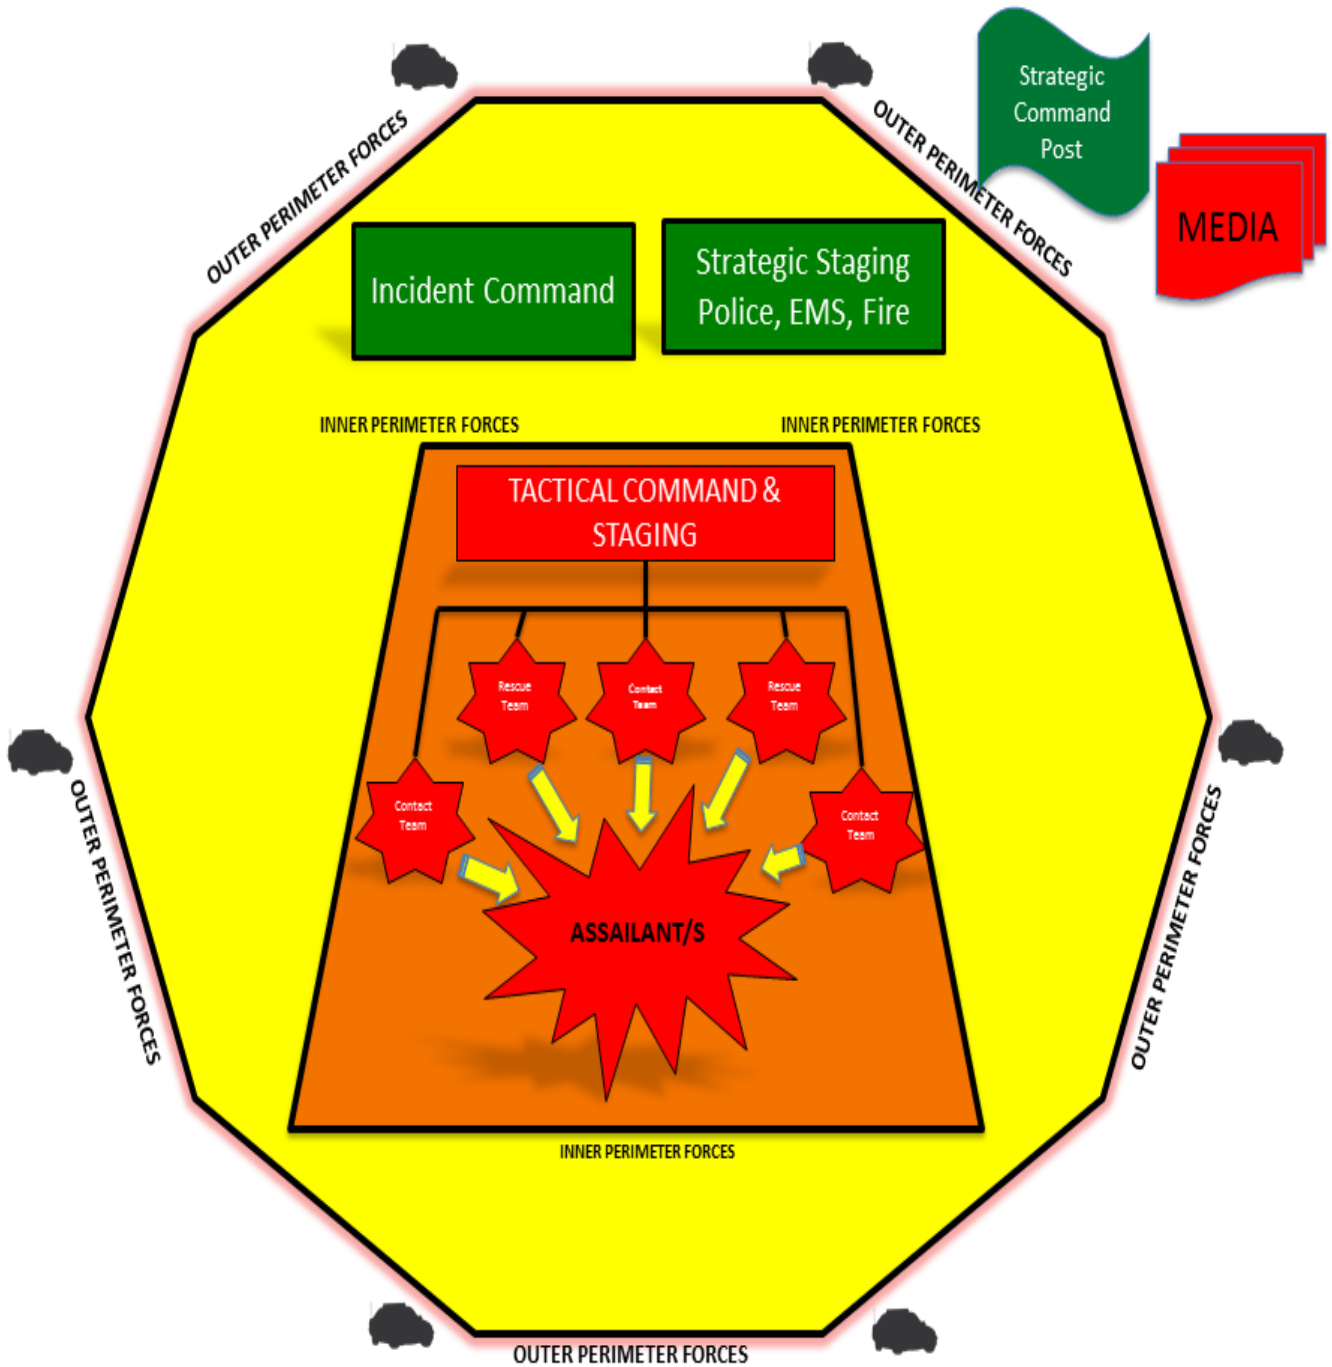 Strategic
Command
Post
MEDIA
OUTER PERIMETER FORCES
OUTER PERIMETER FORCES
Incident Command
Strategic Staging
Police, EMS, Fire
INNER PERIMETER FORCES
INNER PERIMETER FORCES
TACTICAL COMMAND &
STAGING
Rescue
Team
Contact
Team
Rescue
Team
Contact
Team
Contact
Team
ASSAILANT/S
OUTER PERIMETER FORCES
OUTER PERIMETER FORCES
INNER PERIMETER FORCES
OUTER PERIMETER FORCES